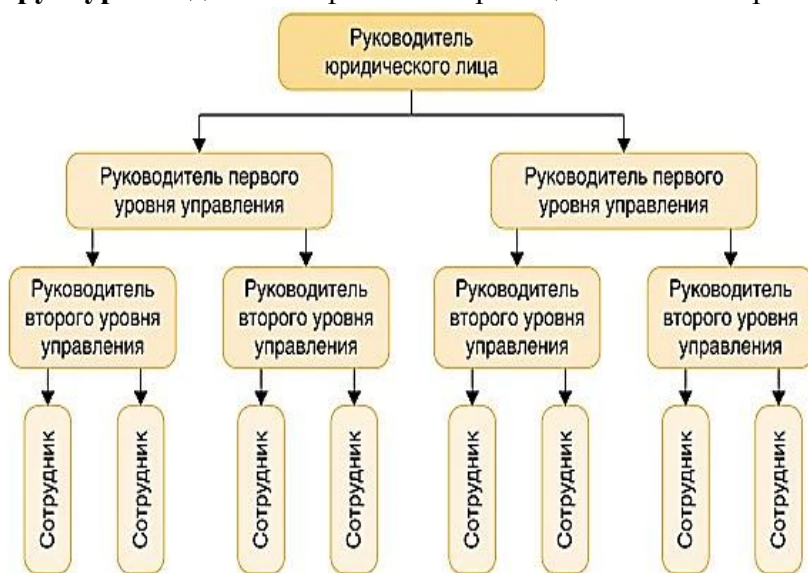 Руководитель
юридического лица
Руководитель первого
уровня управления
Руководитель первого
уровня управления
Руководитель
второго уровня
управления
Руководитель
второго уровня
управления
Руководитель
второго уровня
управления
Руководитель
второго уровня
управления
Сотрудник
Сотрудник
Сотрудник
Сотрудник
Сотрудник
Сотрудник
Сотрудник
Сотрудник